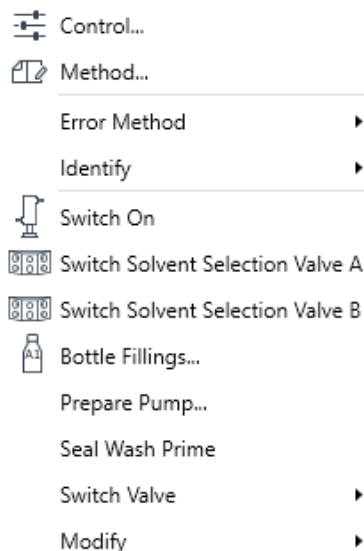 Control...
Method...
Error Method
Identify
Switch On
Switch Solvent Selection Valve A
Switch Solvent Selection Valve B
A1 Bottle Fillings...
Prepare Pump...
Seal Wash Prime
Switch Valve
Modify